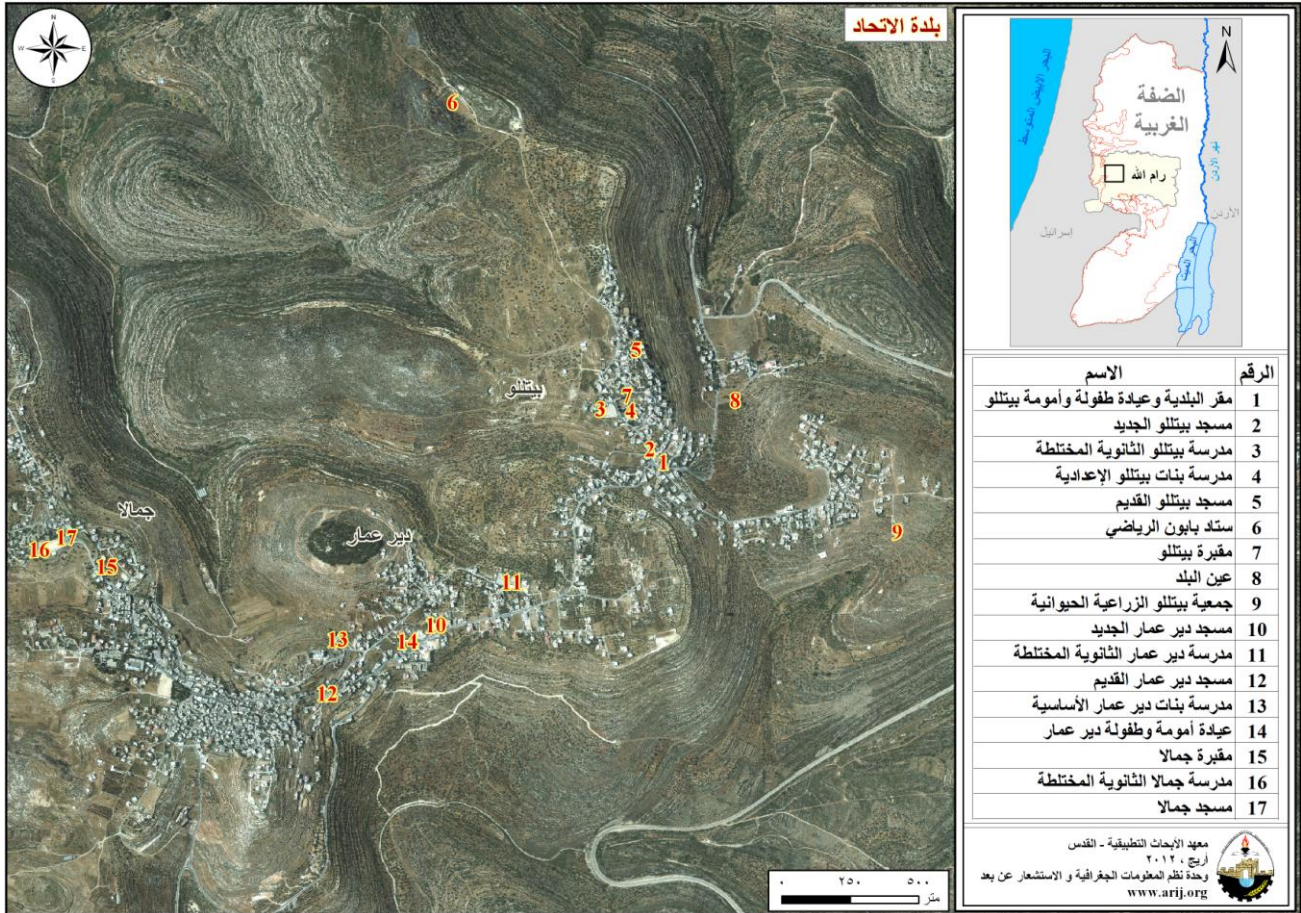 بلدة الاتحاد
N
W
E
S
6
5
7
3
4
8
2
1
بيتللو
9
جمالا
دير عمار
17
16
15
11
10
13
14
12
٠ ٢٥٠ ٥٠٠
متر
N
البحر الابيض المتوسط
الضفة
الغربية
نهر الاردن
رام الله
الأردن
إسرائيل
البحر الميت
الرقم الاسم
1 مقر البلدية وعيادة طفولة وأمومة بيتللو
2 مسجد بيتللو الجديد
3 مدرسة بيتللو الثانوية المختلطة
4 مدرسة بنات بيتللو الإعدادية
5 مسجد بيتللو القديم
6 ستاد بابون الرياضي
7 مقبرة بيتللو
8 عين البلد
9 جمعية بيتللو الزراعية الحيوانية
10 مسجد دير عمار الجديد
11 مدرسة دير عمار الثانوية المختلطة
12 مسجد دير عمار القديم
13 مدرسة بنات دير عمار الأساسية
14 عيادة أمومة وطفولة دير عمار
15 مقبرة جمالا
16 مدرسة جمالا الثانوية المختلطة
17 مسجد جمالا
معهد الأبحاث التطبيقية - القدس
أريج ، ٢٠١٢
وحدة نظم المعلومات الجغرافية و الاستشعار عن بعد
www.arij.org